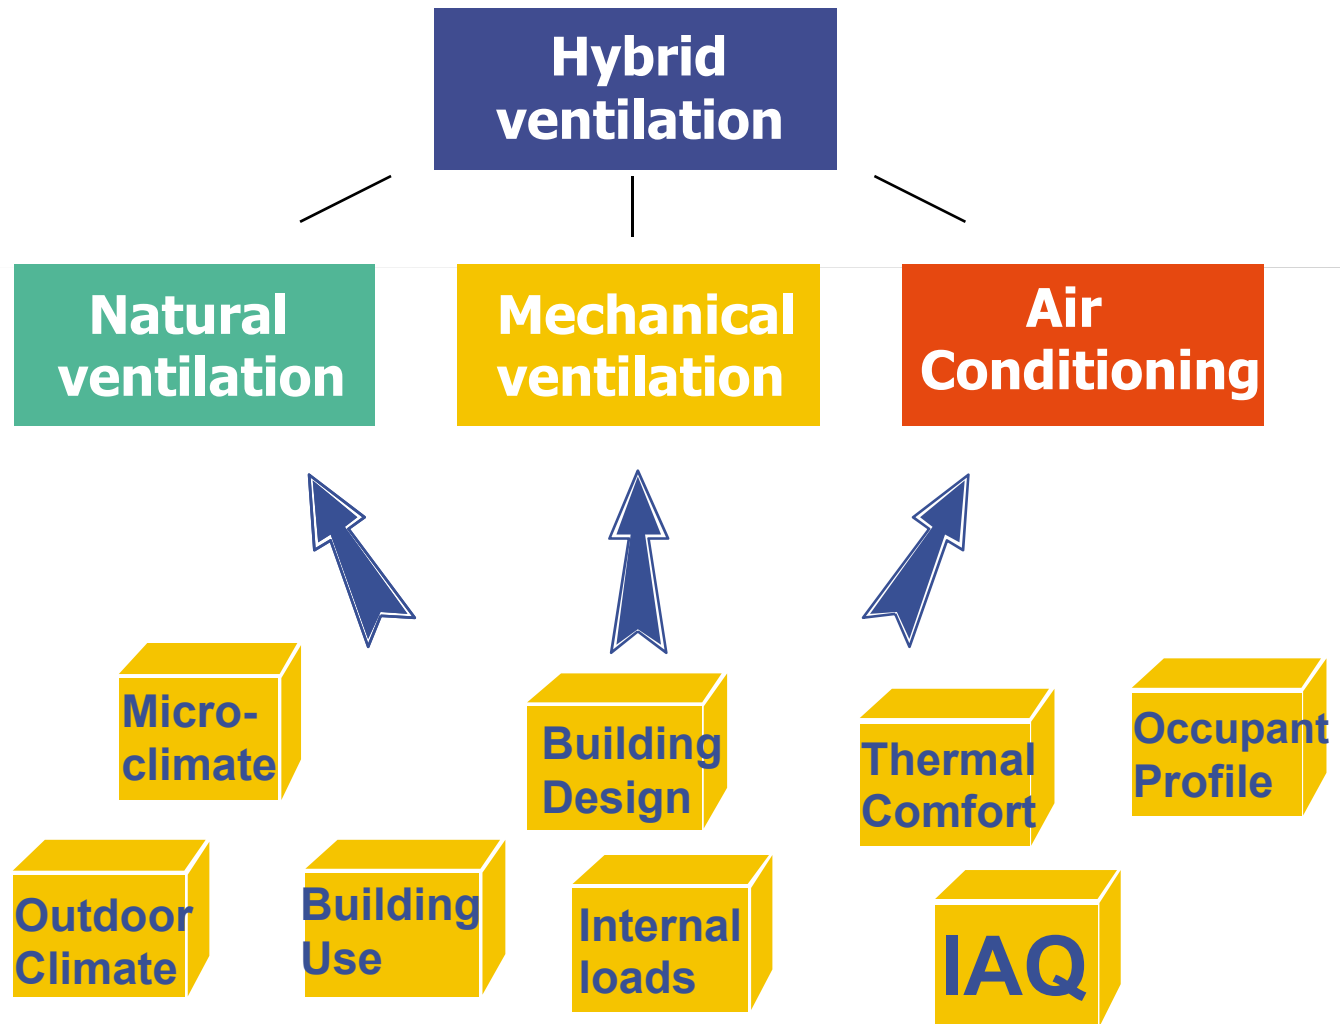 Hybrid
ventilation
Natural
ventilation
Mechanical
ventilation
Air
Conditioning
Micro-
climate
Building
Design
Thermal
Comfort
Occupant
Profile
Outdoor
Climate
Building
Use
Internal
loads
IAQ